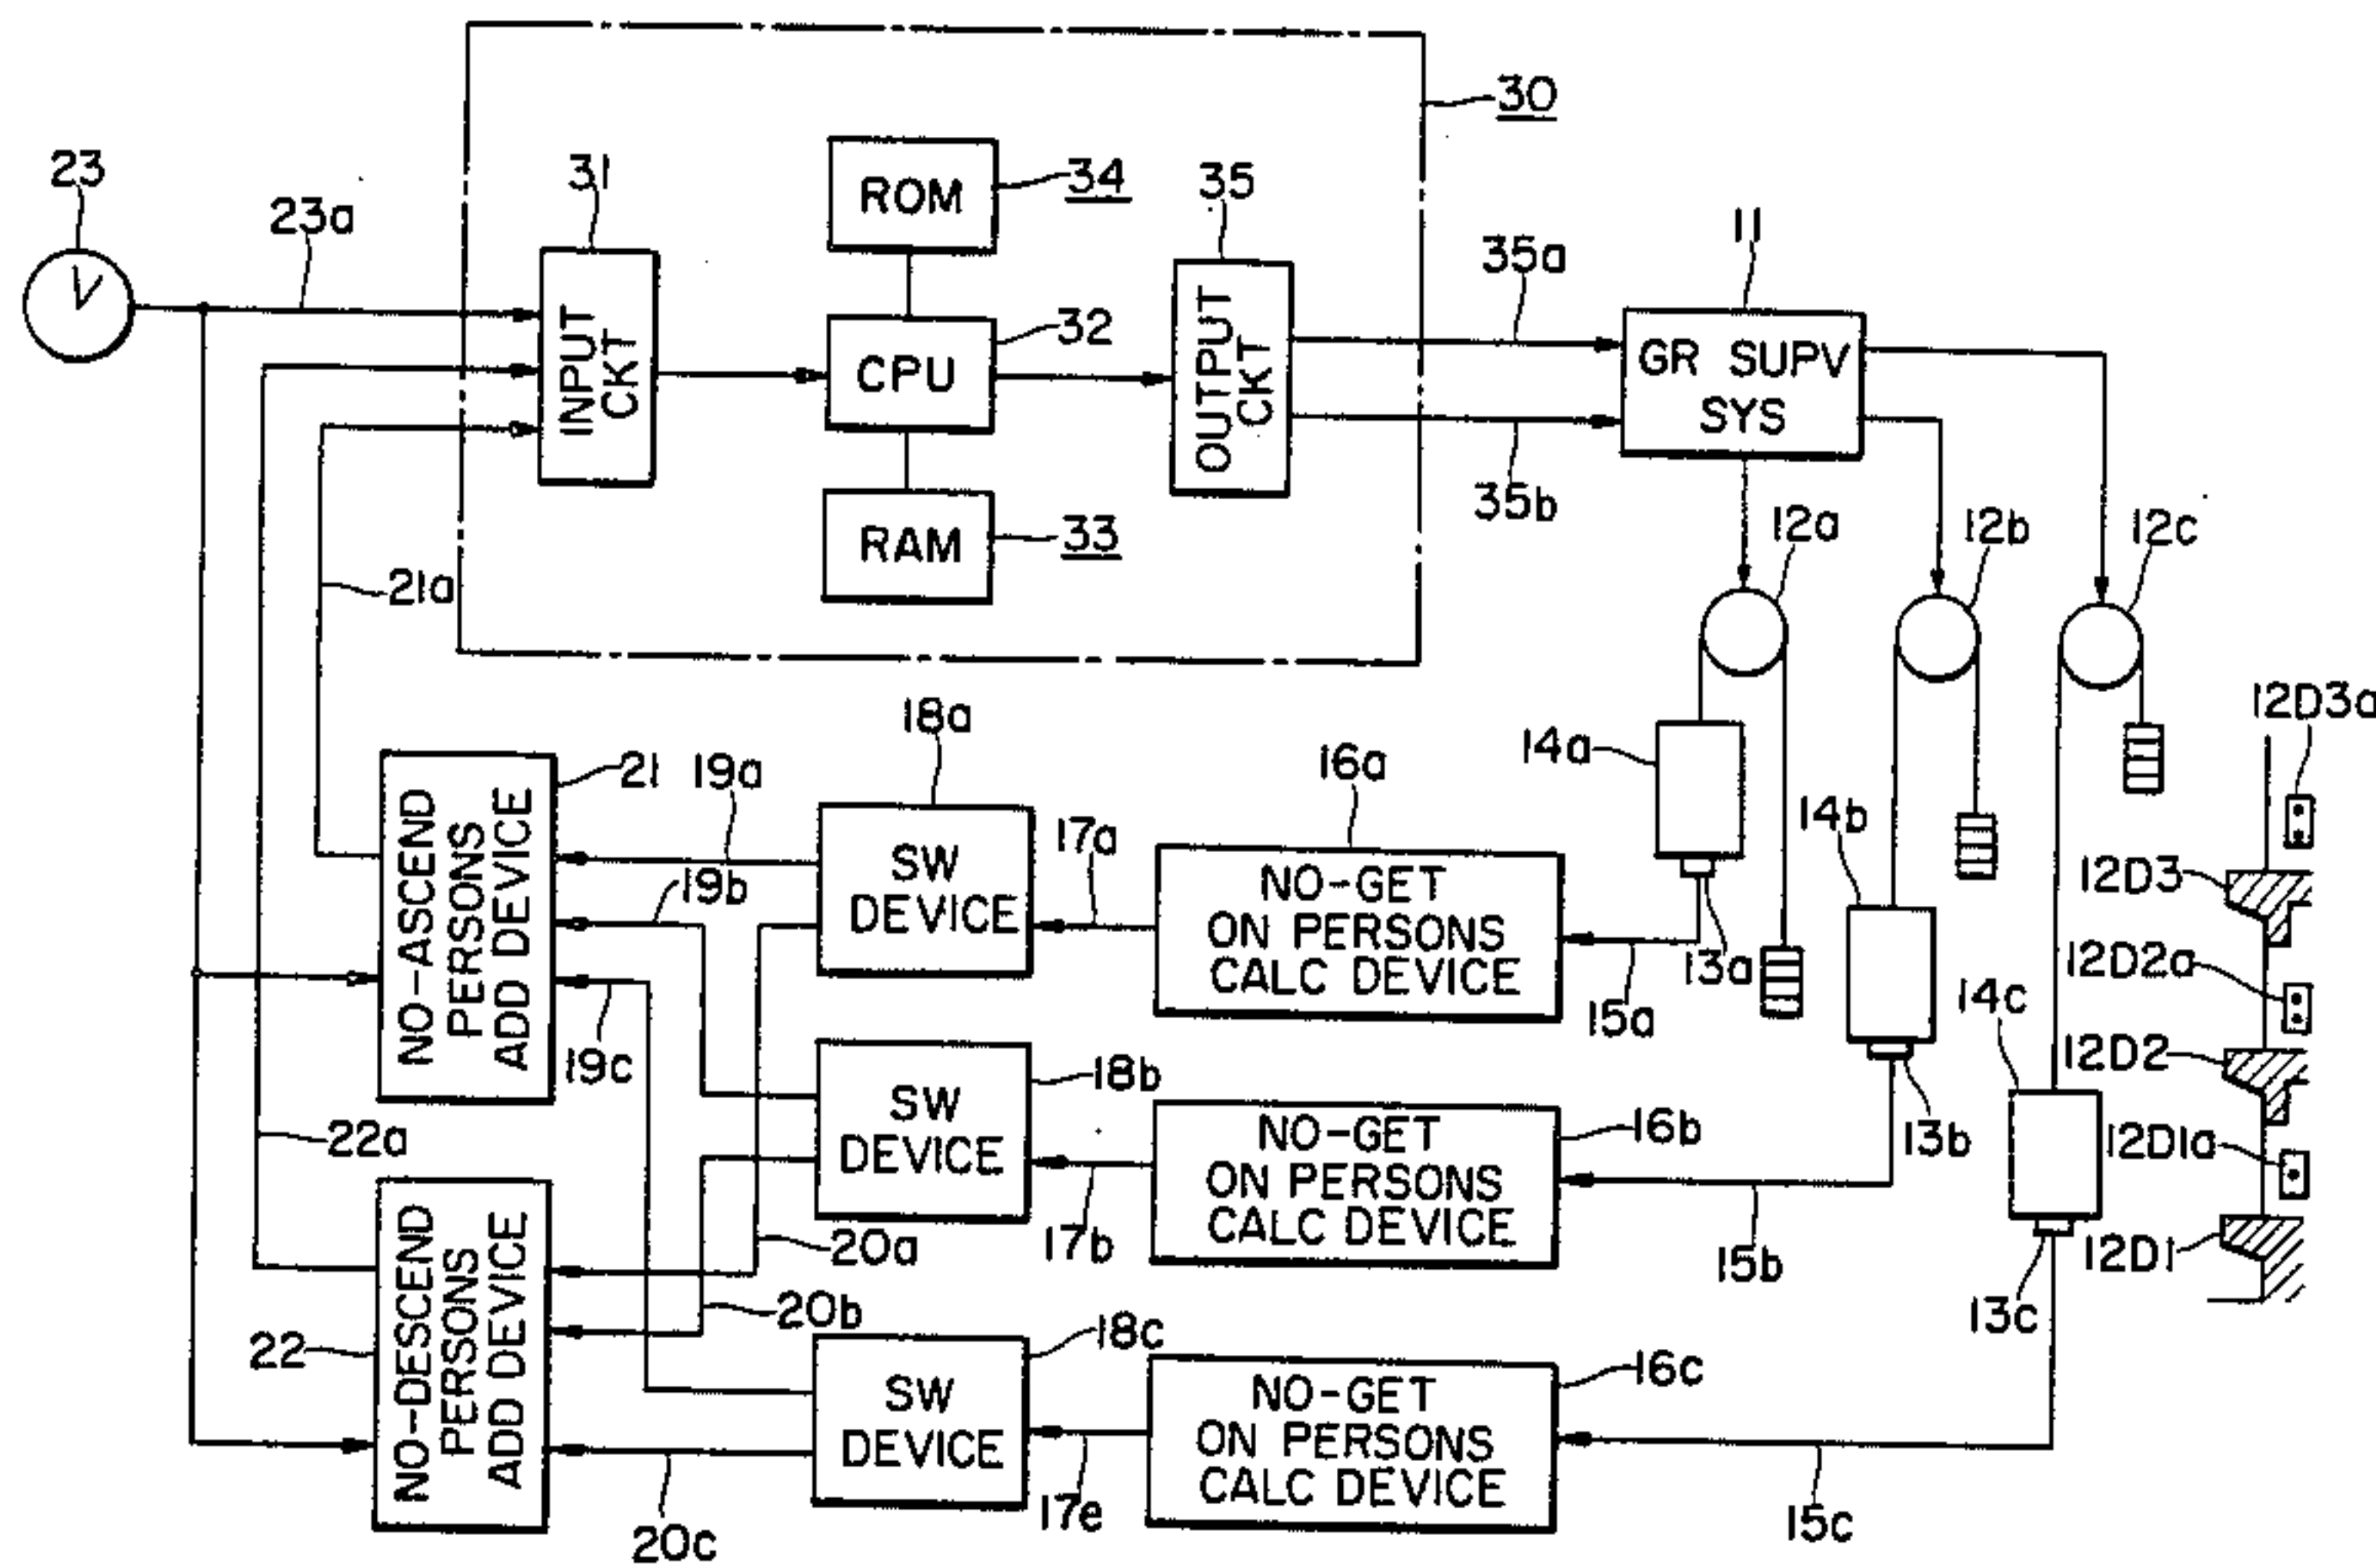 30
23
23a
31
ROM
34
35
11
35a
INPUT
CKT
CPU
32
OUTPUT
CKT
GR SUPV
SYS
35b
RAM
33
21a
12a
12b
12c
12D3a
18a
21
19a
16a
14a
14b
NO-ASCEND
PERSONS
ADD DEVICE
19b
SW
DEVICE
17a
NO-GET
ON PERSONS
CALC DEVICE
12D3
13a
15a
12D2a
14c
19c
12D2
18b
SW
DEVICE
NO-GET
ON PERSONS
CALC DEVICE
16b
13b
12D1a
22a
20a
17b
15b
12D1
NO-DESCEND
PERSONS
ADD DEVICE
20b
13c
22
18c
SW
DEVICE
NO-GET
ON PERSONS
CALC DEVICE
16c
20c
17e
15c